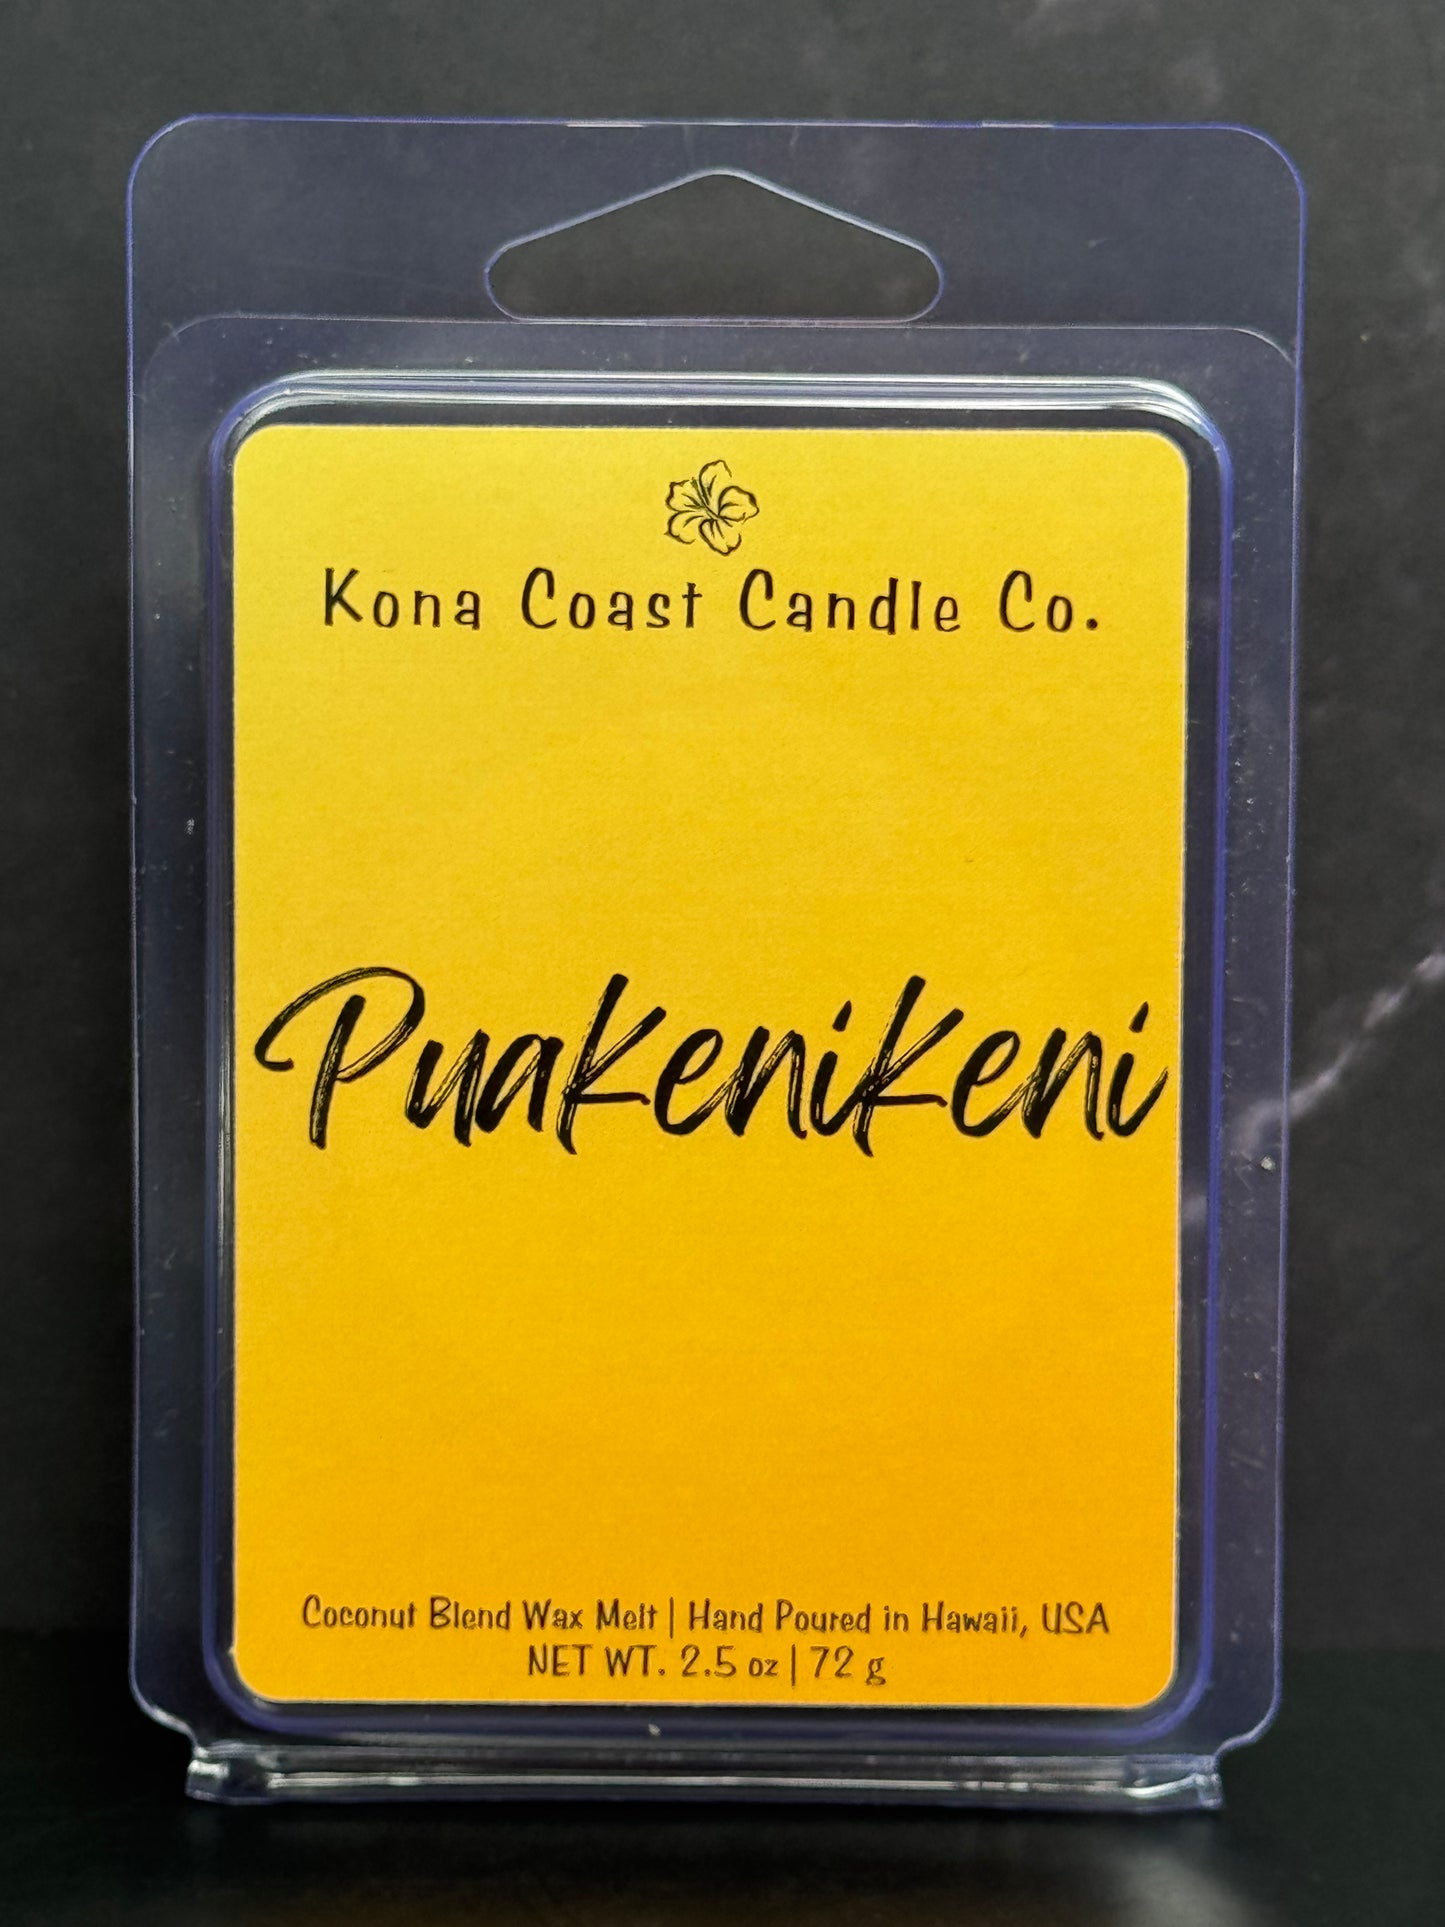 Kona Coast Candle Co.
Puakenikeni
Coconut Blend Wax Melt | Hand Poured in Hawaii, USA
NET WT. 2.5 oz | 72 g